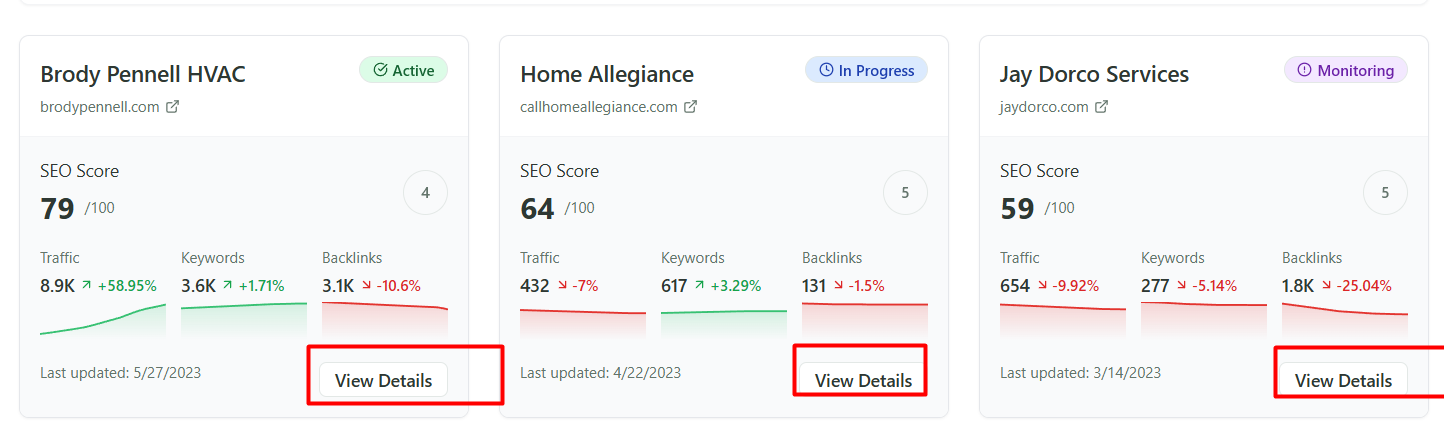 Brody Pennell HVAC
Active
brodypennell.com
SEO Score
79 /100
4
Traffic Keywords Backlinks
8.9K +58.95% 3.6K +1.71% 3.1K -10.6%
Last updated: 5/27/2023
View Details
Home Allegiance
In Progress
callhomeallegiance.com
SEO Score
64 /100
5
Traffic Keywords Backlinks
432 -7% 617 +3.29% 131 -1.5%
Last updated: 4/22/2023
View Details
Jay Dorco Services
Monitoring
jaydorco.com
SEO Score
59 /100
5
Traffic Keywords Backlinks
654 -9.92% 277 -5.14% 1.8K -25.04%
Last updated: 3/14/2023
View Details